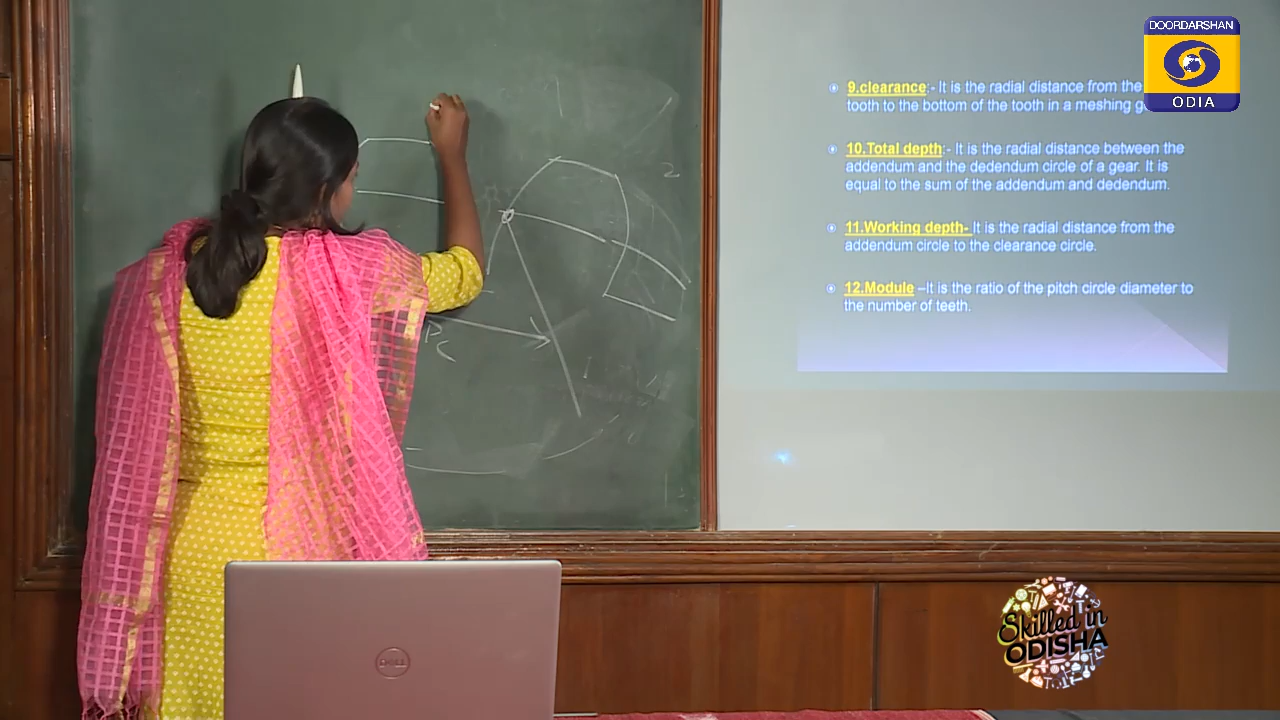 DOORDARSHAN
ODIA
9.clearance:- It is the radial distance from the
tooth to the bottom of the tooth in a meshing
10.Total depth:- It is the radial distance between the
addendum and the dedendum circle of a gear. It is
equal to the sum of the addendum and dedendum.
11.Working depth- It is the radial distance from the
addendum circle to the clearance circle.
12.Module –It is the ratio of the pitch circle diameter to
the number of teeth.
2
PC
DELL
Skilled in
ODISHA